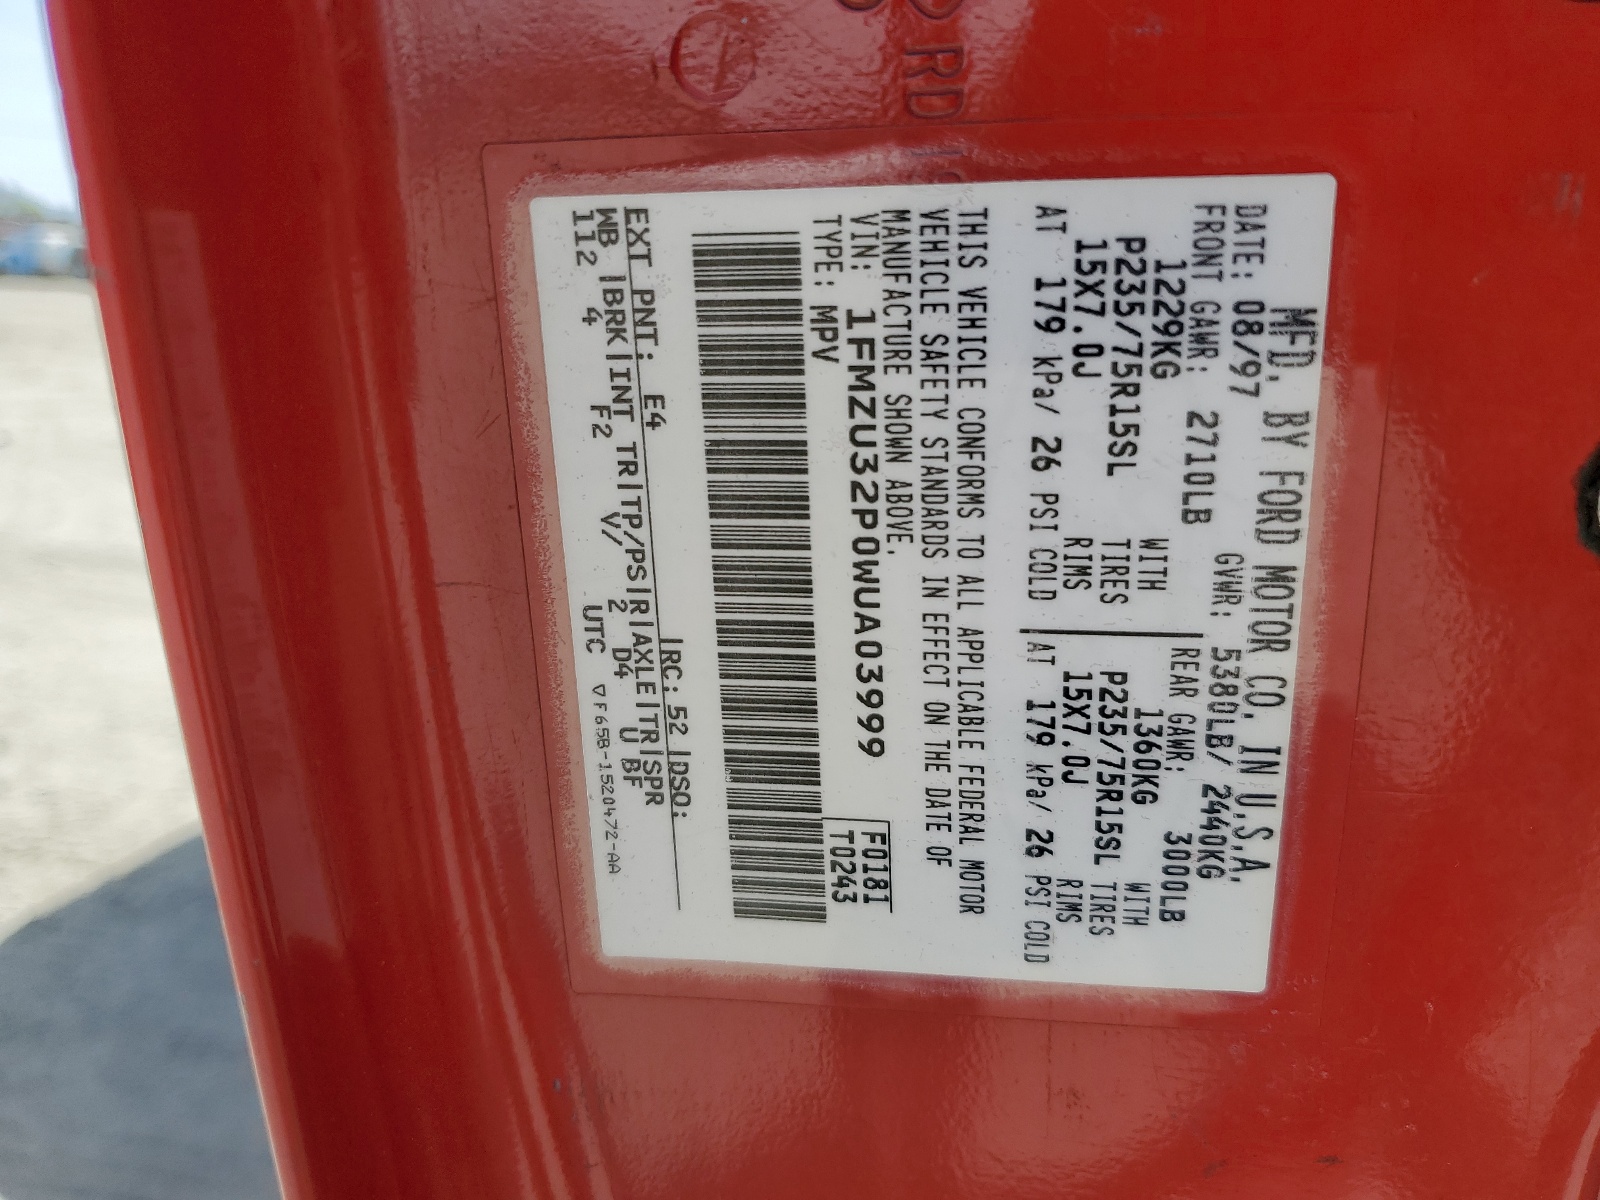 RD
MFD. BY FORD MOTOR CO. IN U.S.A.
DATE: 08/97 GVWR: 5380LB/ 2440KG
FRONT GAWR: 2710LB REAR GAWR: 3000LB
1229KG WITH 1360KG WITH
P235/75R15SL TIRES P235/75R15SL TIRES
15X7.0J RIMS 15X7.0J RIMS
AT 179 kPa/ 26 PSI COLD AT 179 kPa/ 26 PSI COLD
THIS VEHICLE CONFORMS TO ALL APPLICABLE FEDERAL MOTOR
VEHICLE SAFETY STANDARDS IN EFFECT ON THE DATE OF
MANUFACTURE SHOWN ABOVE.
VIN: 1FMZU32P0WUA03999 F0181
TYPE: MPV T0243
EXT PNT: E4 RC: 52 DSO:
WB BRK INT TR TP/PS R AXLE TR SPR
112 4 F2 V/ 2 D4 U BF
UTC ▽ F65B-1520472-AA